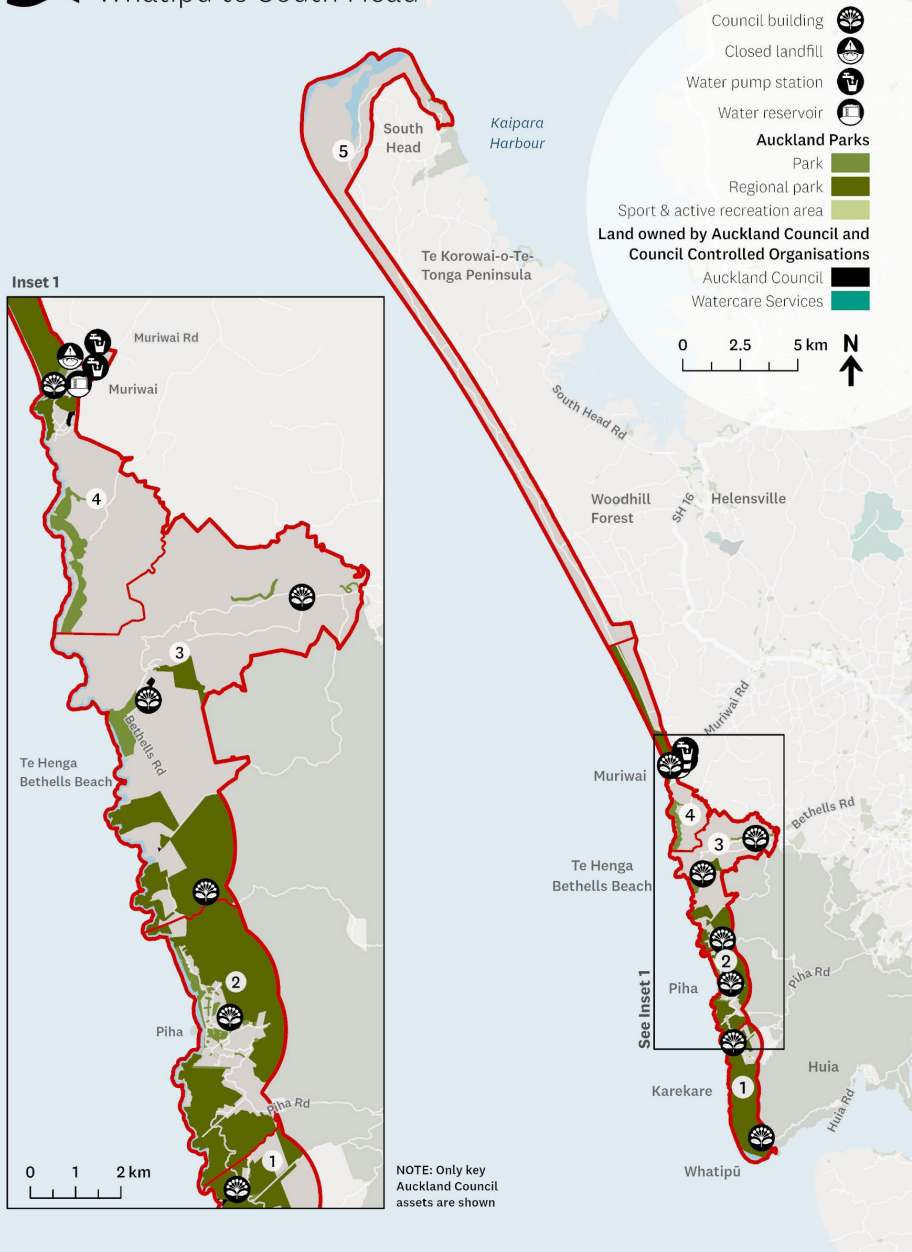 Whatipu to South Head
Council building
Closed landfill
Water pump station
Water reservoir
Auckland Parks
Park
Regional park
Sport & active recreation area
Land owned by Auckland Council and
Council Controlled Organisations
Auckland Council
Watercare Services
0 2.5 5 km
N
Kaipara
Harbour
South
Head
5
Te Korowai-o-Te-
Tonga Peninsula
South Head Rd
Woodhill
Forest
SH 16
Helensville
Muriwai Rd
Muriwai
4
3
Bethells Rd
Te Henga
Bethells Beach
2
Piha
Piha Rd
See Inset 1
Huia
1
Karekare
Huia Rd
Whatipū
Inset 1
Muriwai Rd
Muriwai
4
3
Bethells Rd
Te Henga
Bethells Beach
2
Piha
Piha Rd
1
0 1 2 km
NOTE: Only key
Auckland Council
assets are shown